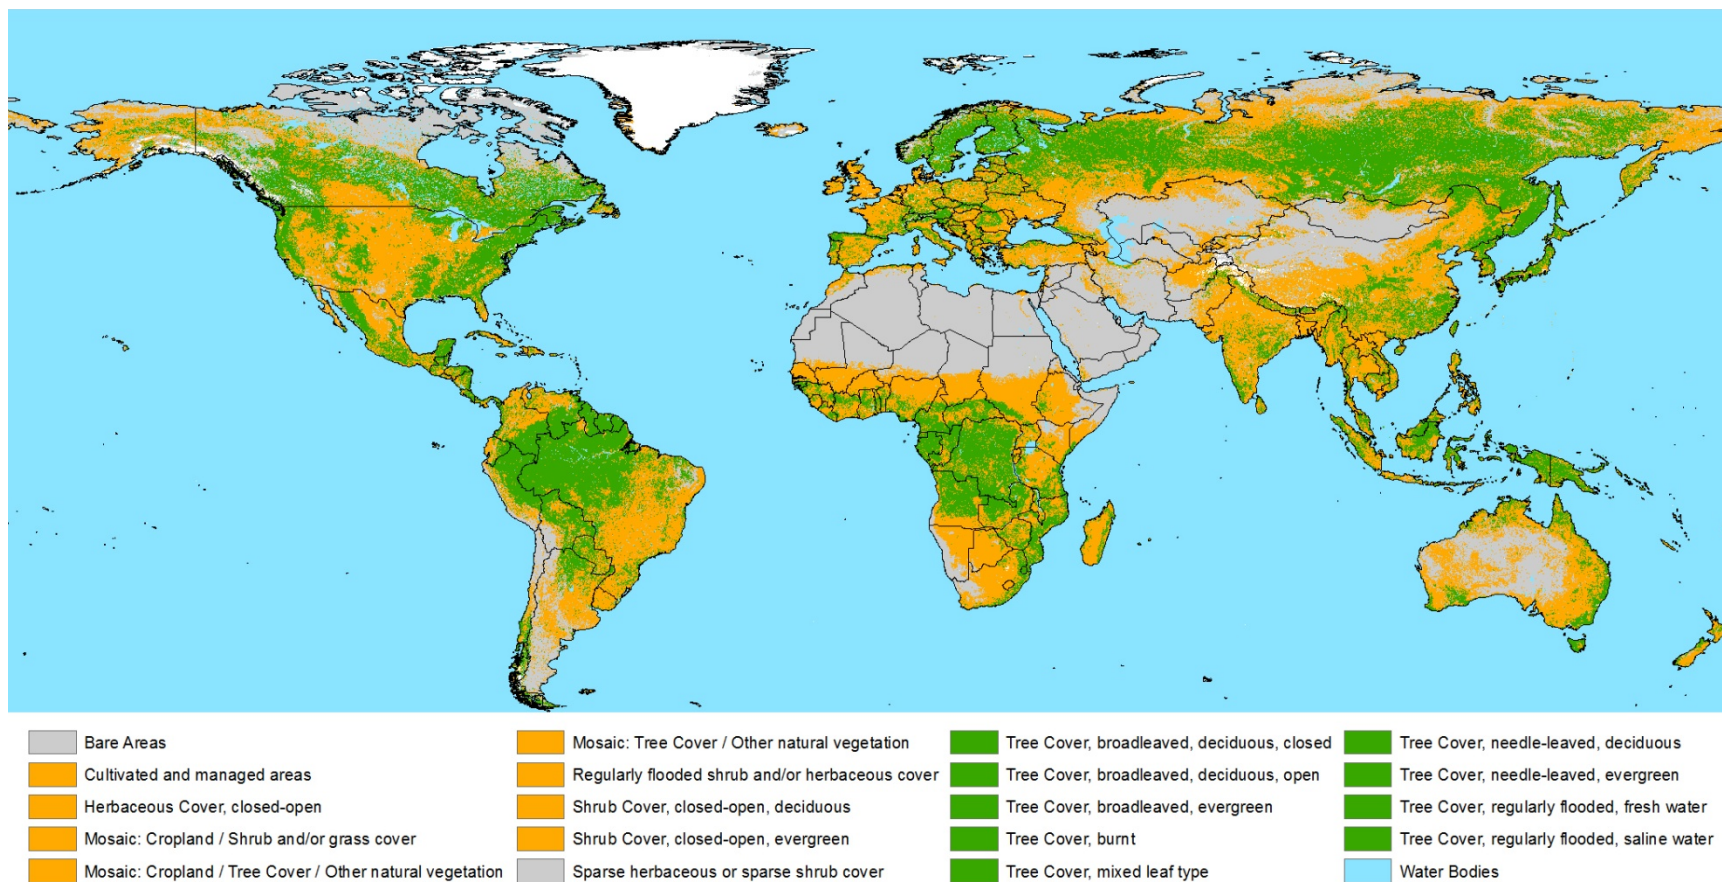 Bare Areas
Cultivated and managed areas
Herbaceous Cover, closed-open
Mosaic: Cropland / Shrub and/or grass cover
Mosaic: Cropland / Tree Cover / Other natural vegetation
Mosaic: Tree Cover / Other natural vegetation
Regularly flooded shrub and/or herbaceous cover
Shrub Cover, closed-open, deciduous
Shrub Cover, closed-open, evergreen
Sparse herbaceous or sparse shrub cover
Tree Cover, broadleaved, deciduous, closed
Tree Cover, broadleaved, deciduous, open
Tree Cover, broadleaved, evergreen
Tree Cover, burnt
Tree Cover, mixed leaf type
Tree Cover, needle-leaved, deciduous
Tree Cover, needle-leaved, evergreen
Tree Cover, regularly flooded, fresh water
Tree Cover, regularly flooded, saline water
Water Bodies